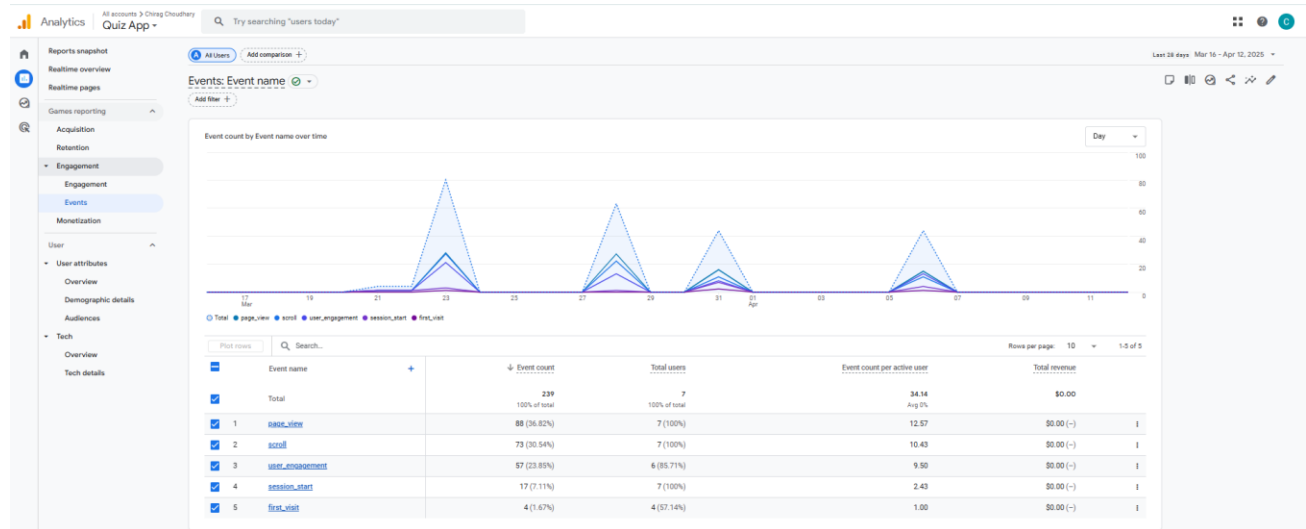 All accounts > Chirag Choudhary
Analytics
Quiz App
Try searching "users today"
C
Reports snapshot
Realtime overview
Realtime pages
Games reporting
Acquisition
Retention
Engagement
Engagement
Events
Monetization
User
User attributes
Overview
Demographic details
Audiences
Tech
Overview
Tech details
A All Users
Add comparison +
Last 28 days Mar 16 - Apr 12, 2025
Events: Event name
Add filter +
Event count by Event name over time
Day
100
80
60
40
20
0
17 Mar
19
21
23
25
27
29
31
01 Apr
03
05
07
09
11
Total page_view scroll user_engagement session_start first_visit
Plot rows
Search...
Rows per page: 10
1-5 of 5
Event name + ↓ Event count Total users Event count per active user Total revenue
Total 239 7 34.14 $0.00
100% of total 100% of total Avg 0%
1 page_view 88 (36.82%) 7 (100%) 12.57 $0.00 (–)
2 scroll 73 (30.54%) 7 (100%) 10.43 $0.00 (–)
3 user_engagement 57 (23.85%) 6 (85.71%) 9.50 $0.00 (–)
4 session_start 17 (7.11%) 7 (100%) 2.43 $0.00 (–)
5 first_visit 4 (1.67%) 4 (57.14%) 1.00 $0.00 (–)